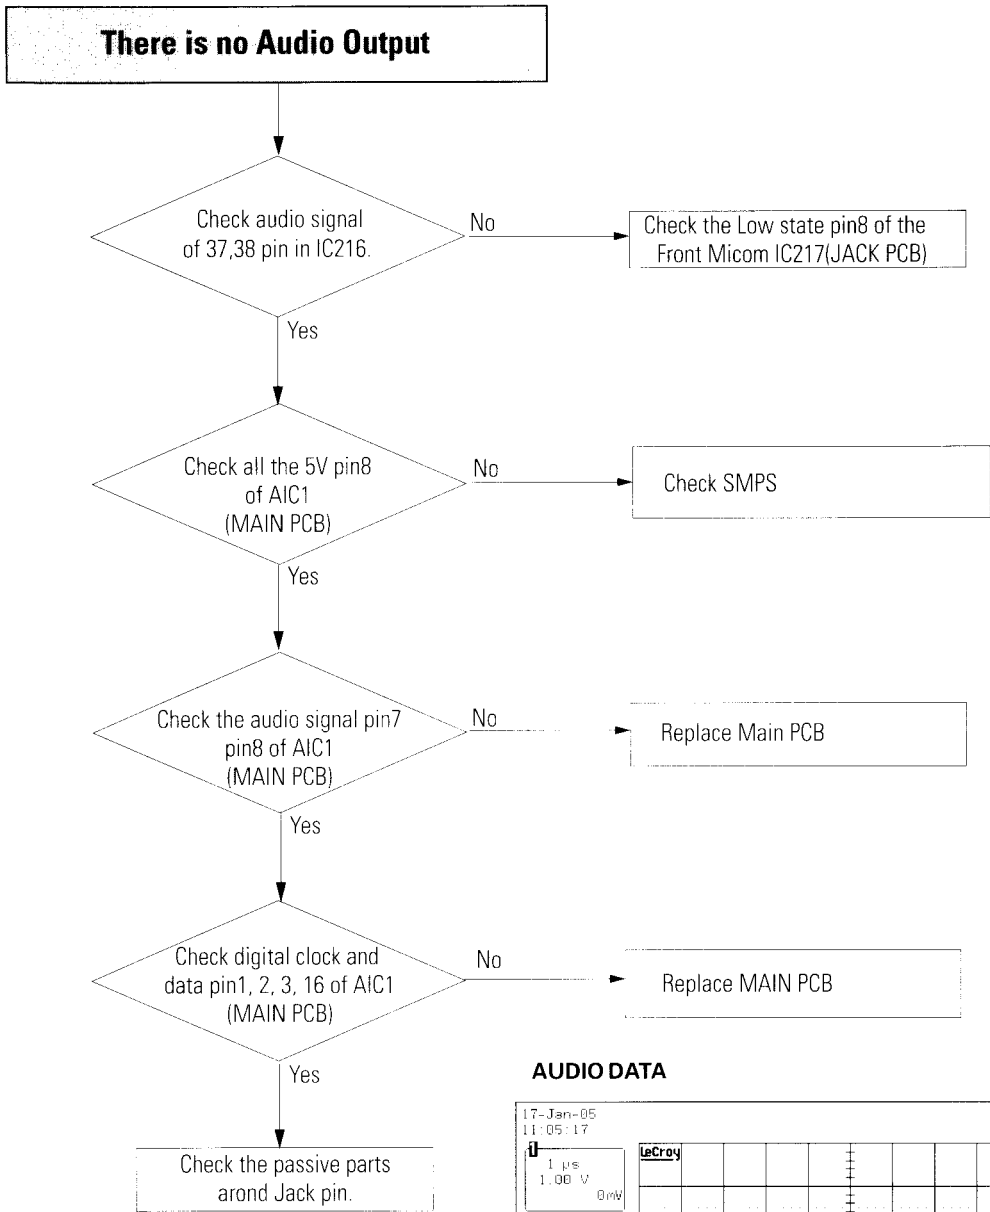 There is no Audio Output
Check audio signal
of 37,38 pin in IC216.
No
Check the Low state pin8 of the
Front Micom IC217(JACK PCB)
Yes
Check all the 5V pin8
of AIC1
(MAIN PCB)
No
Check SMPS
Yes
Check the audio signal pin7
pin8 of AIC1
(MAIN PCB)
No
Replace Main PCB
Yes
Check digital clock and
data pin1, 2, 3, 16 of AIC1
(MAIN PCB)
No
Replace MAIN PCB
Yes
Check the passive parts
arond Jack pin.
AUDIO DATA
17-Jan-05
11:05:17
1
1 µs
1.00 V
0mV
LeCroy